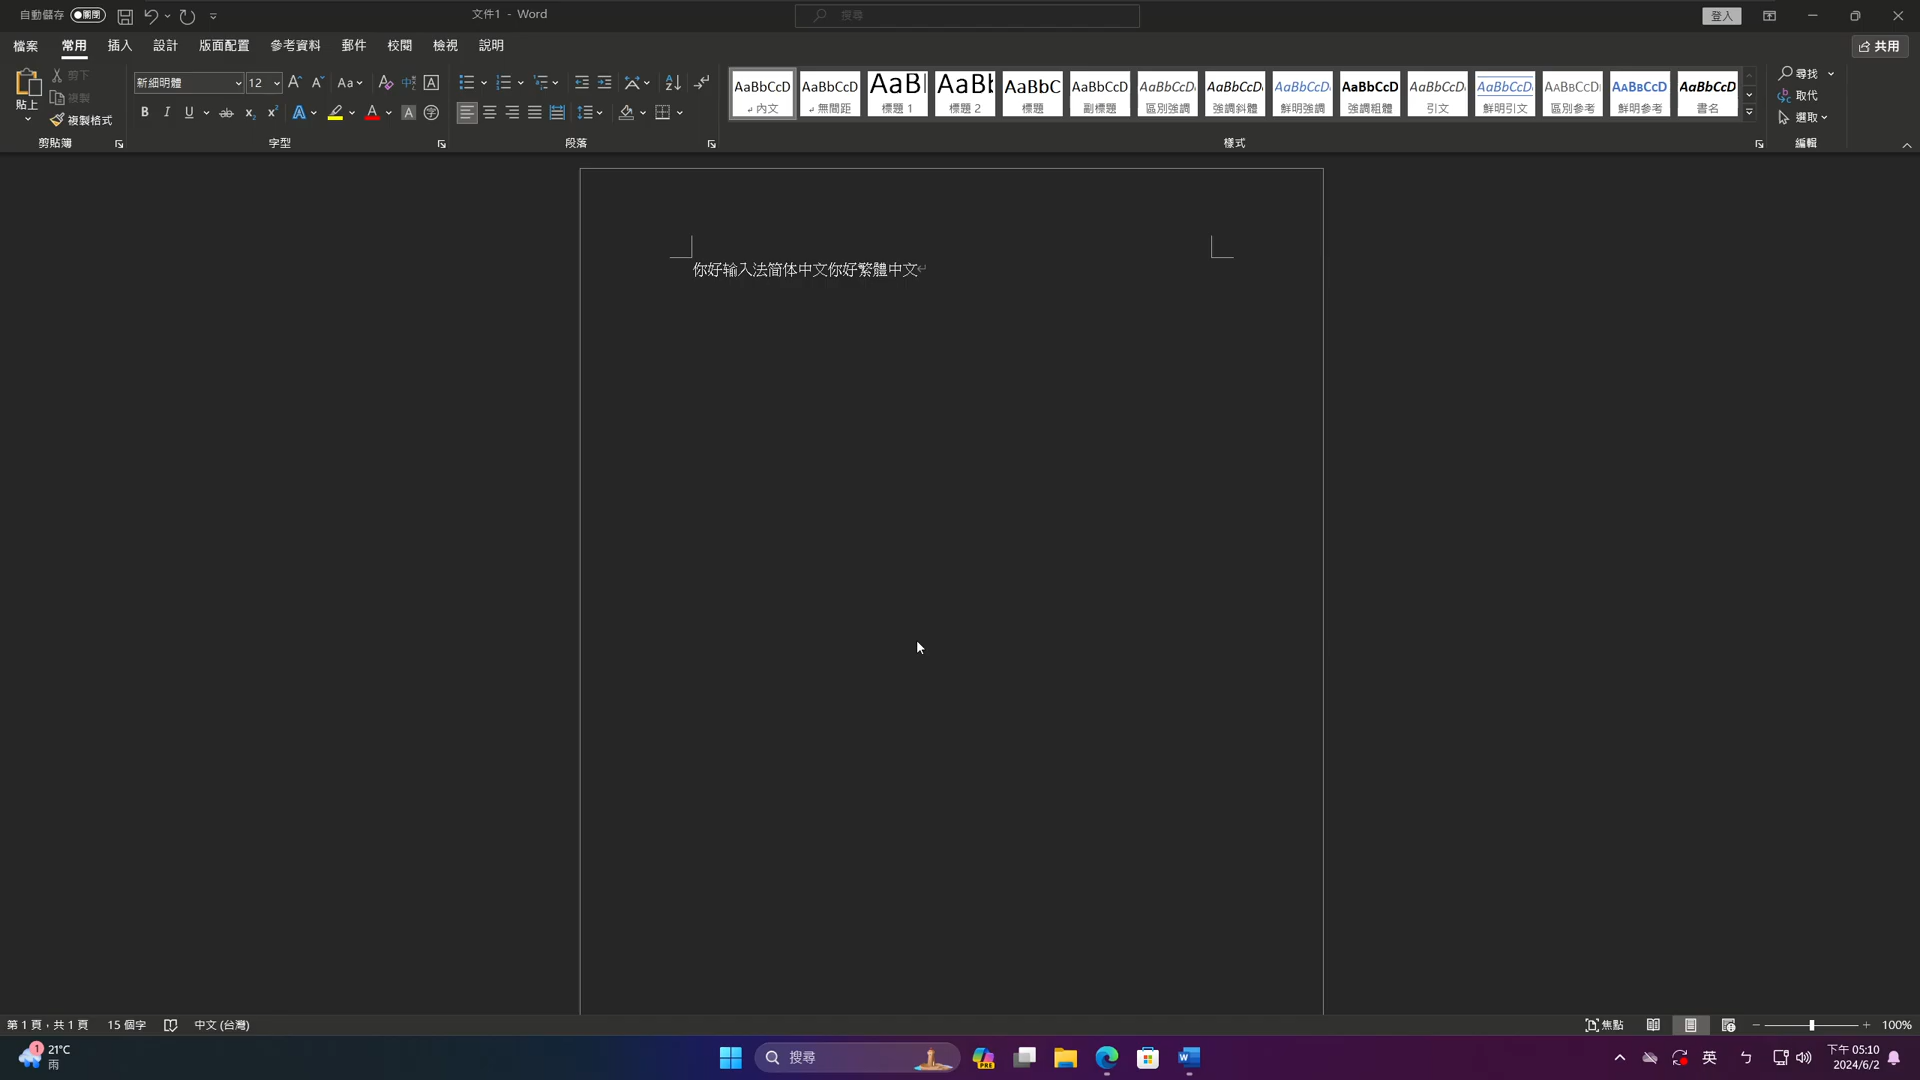 自動儲存 關閉
文件1 - Word
搜尋
登入
檔案 常用 插入 設計 版面配置 參考資料 郵件 校閱 檢視 說明
共用
貼上
剪下
複製
複製格式
剪貼簿
新細明體 12
字型
段落
AaBbCcD AaBbCcD AaBl AaBb AaBbC AaBbCcD AaBbCcD AaBbCcD AaBbCcD AaBbCcD AaBbCcD AaBbCcD AaBbCcD AaBbCcD AaBbCcD
內文 無間距 標題 1 標題 2 標題 副標題 區別強調 強調斜體 鮮明強調 強調粗體 引文 鮮明引文 區別參考 鮮明參考 書名
樣式
尋找
取代
選取
編輯
你好输入法简体中文你好繁體中文
第 1 頁，共 1 頁 15 個字 中文 (台灣)
焦點
100%
1
21°C
雨
搜尋
PRE
英 ㄅ
下午 05:10
2024/6/2